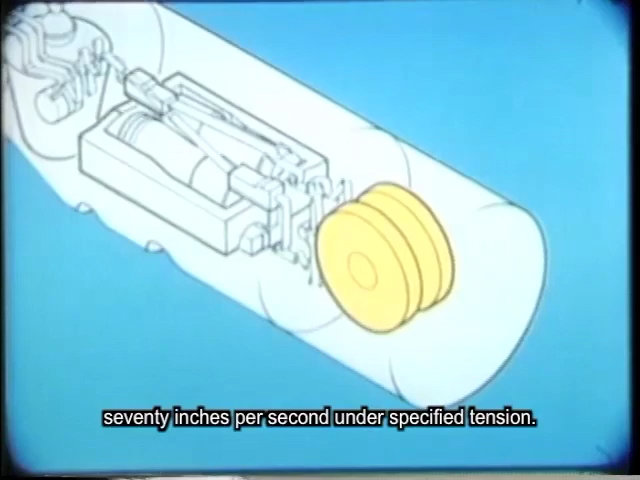 seventy inches per second under specified tension.